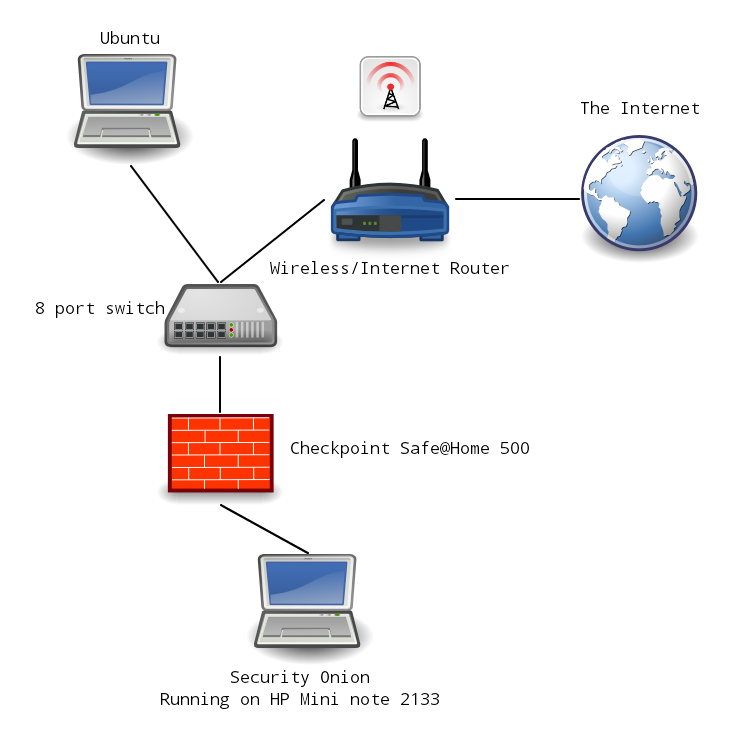 Ubuntu
The Internet
Wireless/Internet Router
8 port switch
Checkpoint Safe@Home 500
Security Onion
Running on HP Mini note 2133